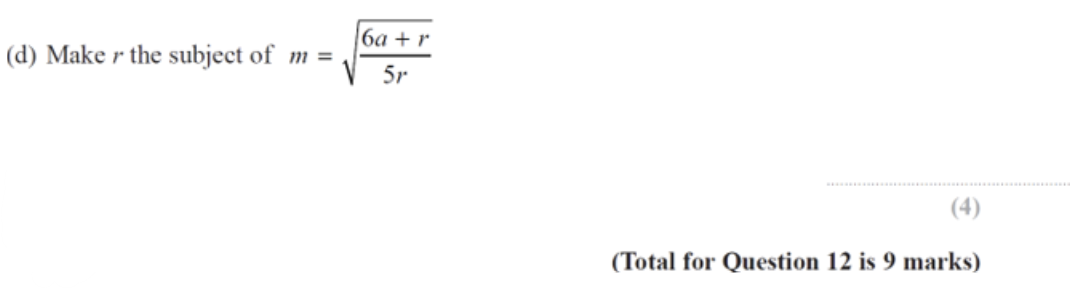 (d) Make r the subject of m = √((6a + r)/(5r))
(4)
(Total for Question 12 is 9 marks)